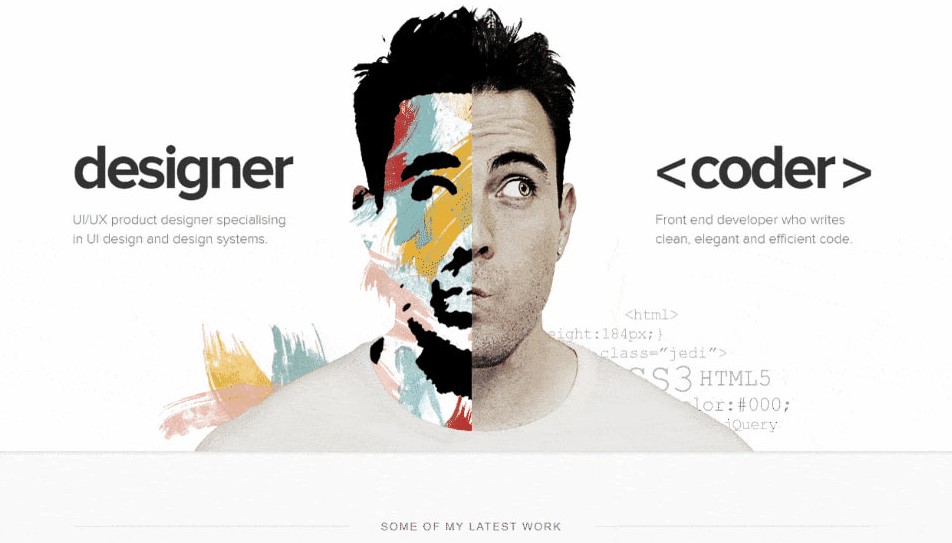 designer
UI/UX product designer specialising
in UI design and design systems.
<coder>
Front end developer who writes
clean, elegant and efficient code.
<html>
eight:184px;}
class="jedi">
SS3 HTML5
lor:#000;
jQuery
SOME OF MY LATEST WORK